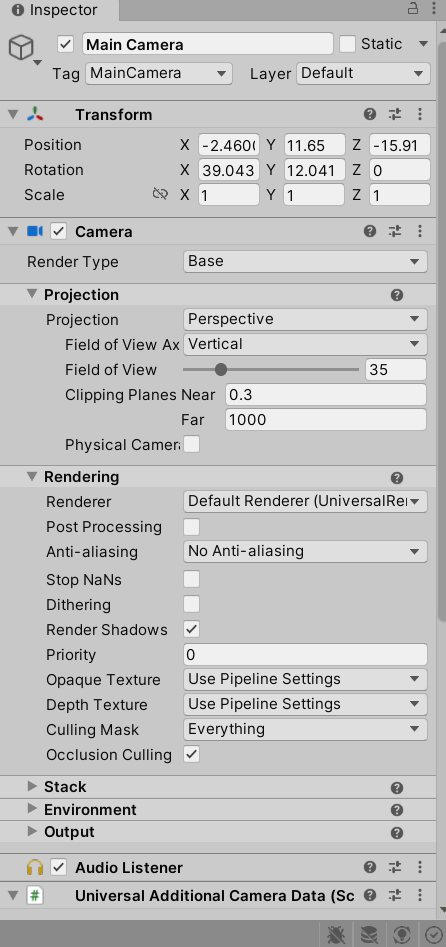 Inspector
Main Camera Static
Tag MainCamera Layer Default
Transform
Position X -2.460 Y 11.65 Z -15.91
Rotation X 39.043 Y 12.041 Z 0
Scale X 1 Y 1 Z 1
Camera
Render Type Base
Projection
Projection Perspective
Field of View Ax Vertical
Field of View 35
Clipping Planes Near 0.3
Far 1000
Physical Camera
Rendering
Renderer Default Renderer (UniversalRe
Post Processing
Anti-aliasing No Anti-aliasing
Stop NaNs
Dithering
Render Shadows
Priority 0
Opaque Texture Use Pipeline Settings
Depth Texture Use Pipeline Settings
Culling Mask Everything
Occlusion Culling
Stack
Environment
Output
Audio Listener
# Universal Additional Camera Data (Sc